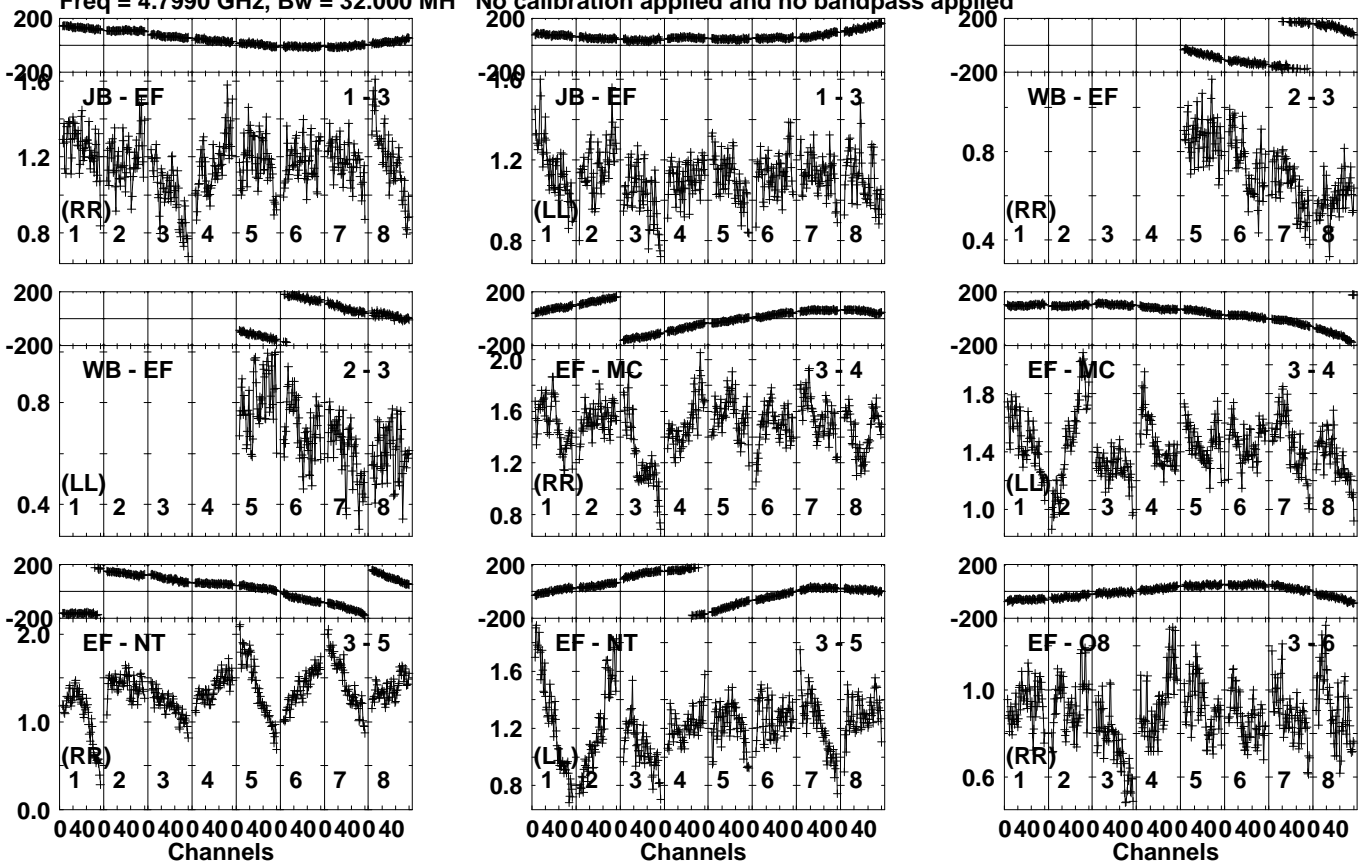 Freq = 4.7990 GHz, Bw = 32.000 MH No calibration applied and no bandpass applied
200 200 200
-200 -200 -200
1.6 1.6
JB - EF 1 - 3 JB - EF 1 - 3 WB - EF 2 - 3
1.2 1.2 0.8
(RR) (LL) (RR)
0.8 0.8 0.4
1 2 3 4 5 6 7 8 1 2 3 4 5 6 7 8 1 2 3 4 5 6 7 8
200 200 200
-200 -200 -200
2.0
WB - EF 2 - 3 EF - MC 3 - 4 EF - MC 3 - 4
0.8 1.6 1.8
1.2 1.4
(LL) (RR) (LL)
0.4 0.8 1.0
1 2 3 4 5 6 7 8 1 2 3 4 5 6 7 8 1 2 3 4 5 6 7 8
200 200 200
-200 -200 -200
2.0
EF - NT 3 - 5 EF - NT 3 - 5 EF - O8 3 - 6
1.6 1.0
1.0 1.2
(RR) (LL) (RR)
0.8 0.6
1 2 3 4 5 6 7 8 1 2 3 4 5 6 7 8 1 2 3 4 5 6 7 8
0.0
0 40 0 40 0 40 0 40 0 40 0 40 0 40 0 40 0 40 0 40 0 40 0 40 0 40 0 40 0 40 0 40 0 40 0 40 0 40 0 40 0 40 0 40 0 40 0 40
Channels Channels Channels